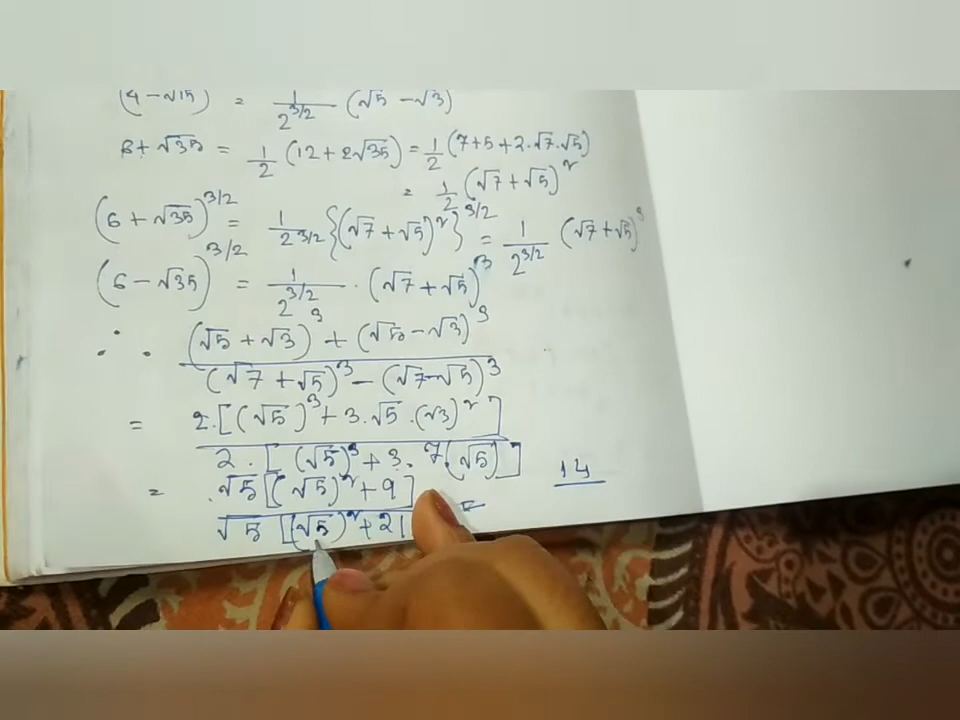 (4 - √15) = 1/2^{3/2} (√5 - √3)
6 + √35 = 1/2 (12 + 2√35) = 1/2 (7 + 5 + 2·√7·√5)
= 1/2 (√7 + √5)^2
(6 + √35)^{3/2} = 1/2^{3/2} {(√7 + √5)^2}^{3/2} = 1/2^{3/2} (√7 + √5)^3
(6 - √35)^{3/2} = 1/2^{3/2} · (√7 + √5)^3
∴ (√5 + √3)^3 + (√5 - √3)^3
(√7 + √5)^3 - (√7 - √5)^3
= 2·[(√5)^3 + 3·√5·(√3)^2]
2·[(√5)^3 + 3·7(√5)]
= √5[(√5)^2 + 9] =
√5[(√5)^2 + 21
14